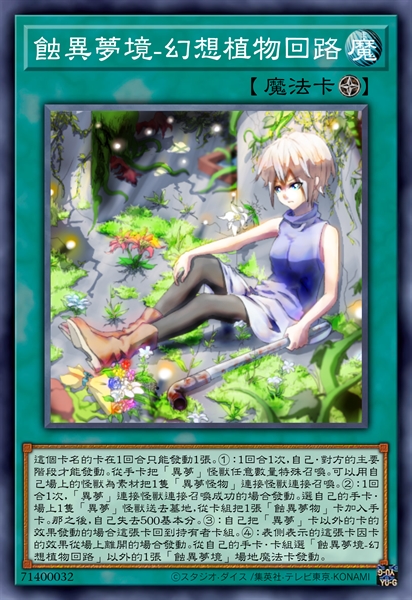 蝕異夢境-幻想植物回路
魔
【魔法卡】
這個卡名的卡在1回合只能發動1張。①：1回合1次，自己・對方的主要
階段才能發動。從手卡把「異夢」怪獸任意數量特殊召喚。可以用自
己場上的怪獸為素材把1隻「異夢怪物」連接怪獸連接召喚。②：1回
合1次，「異夢」連接怪獸連接召喚成功的場合發動。選自己的手卡・
場上1隻「異夢」怪獸送去墓地，從卡組把1張「蝕異夢物」卡加入手
卡。那之後，自己失去500基本分。③：自己把「異夢」卡以外的卡的
效果發動的場合這張卡回到持有者卡組。④：表側表示的這張卡因卡
的效果從場上離開的場合發動。從自己的手卡・卡組選「蝕異夢境-幻
想植物回路」以外的1張「蝕異夢境」場地魔法卡發動。
71400032
©スタジオ・ダイス/集英社・テレビ東京・KONAMI
YU-G